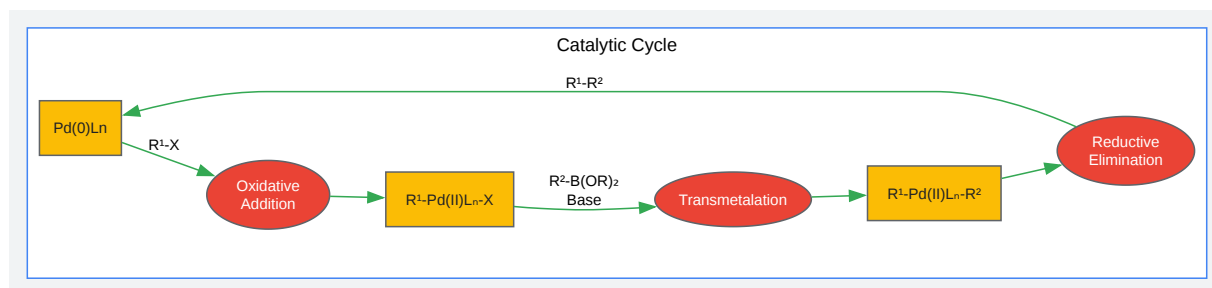 Catalytic Cycle
R¹-R²
Pd(0)Ln
R¹-X
Oxidative
Addition
R¹-Pd(II)Lₙ-X
R²-B(OR)₂
Base
Transmetalation
R¹-Pd(II)Lₙ-R²
Reductive
Elimination